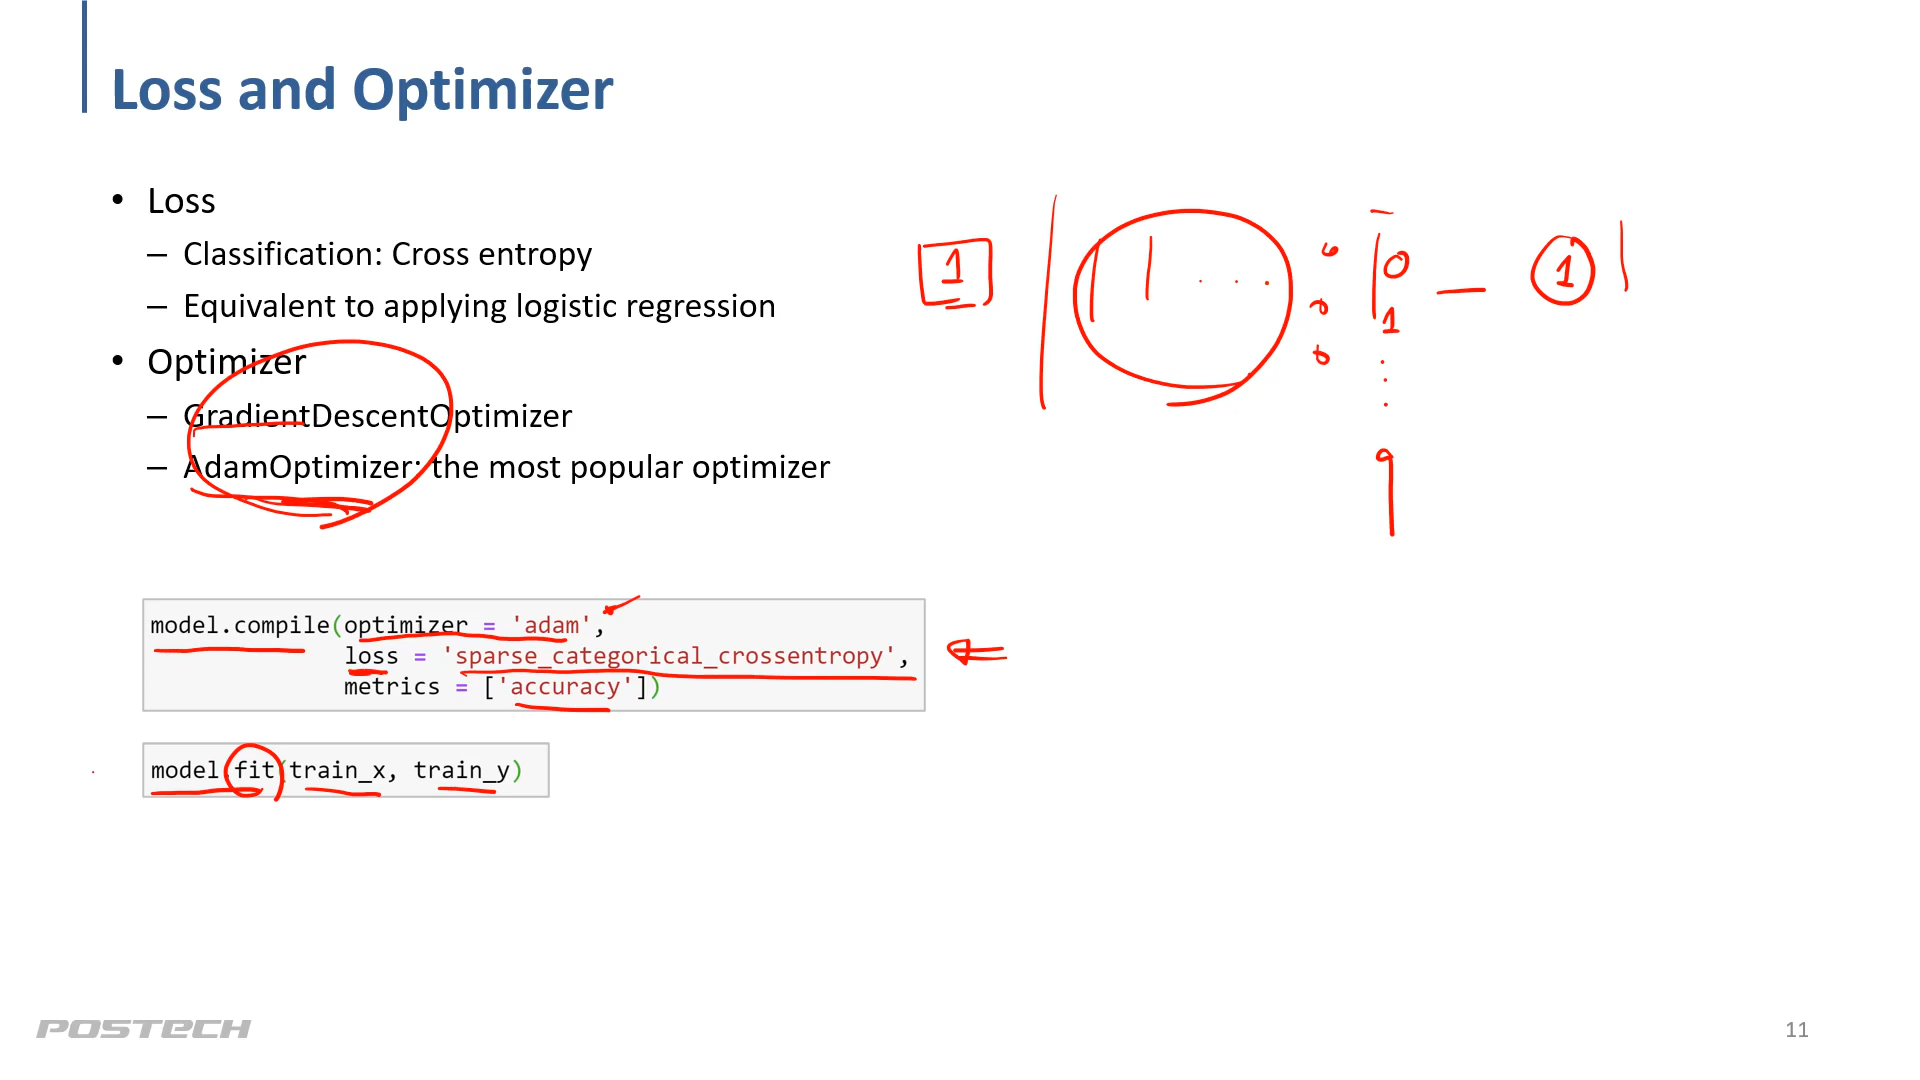 Loss and Optimizer
• Loss
– Classification: Cross entropy
– Equivalent to applying logistic regression
• Optimizer
– GradientDescentOptimizer
– AdamOptimizer: the most popular optimizer
1
0
1
1
9
model.compile(optimizer = 'adam',
loss = 'sparse_categorical_crossentropy',
metrics = ['accuracy'])
model.fit(train_x, train_y)
POSTECH
11